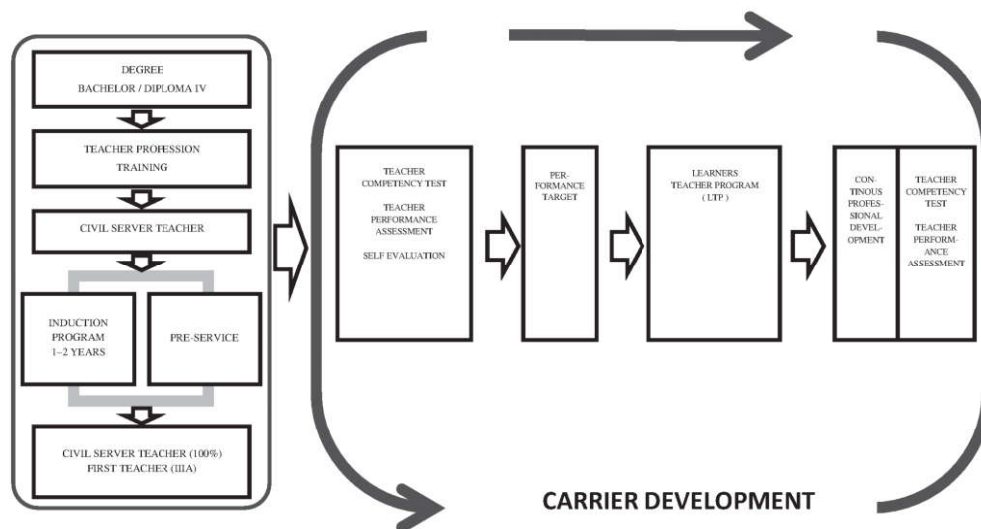 DEGREE
BACHELOR / DIPLOMA IV
TEACHER PROFESSION
TRAINING
CIVIL SERVER TEACHER
INDUCTION
PROGRAM
1–2 YEARS
PRE-SERVICE
CIVIL SERVER TEACHER (100%)
FIRST TEACHER (IIIA)
TEACHER
COMPETENCY TEST
TEACHER
PERFORMANCE
ASSESSMENT
SELF EVALUATION
PER-
FORMANCE
TARGET
LEARNERS
TEACHER PROGRAM
( LTP )
CON-
TINOUS
PROFES-
SIONAL
DEVEL-
OPMENT
TEACHER
COMPETENCY
TEST
TEACHER
PERFORM-
ANCE
ASSESSMENT
CARRIER DEVELOPMENT